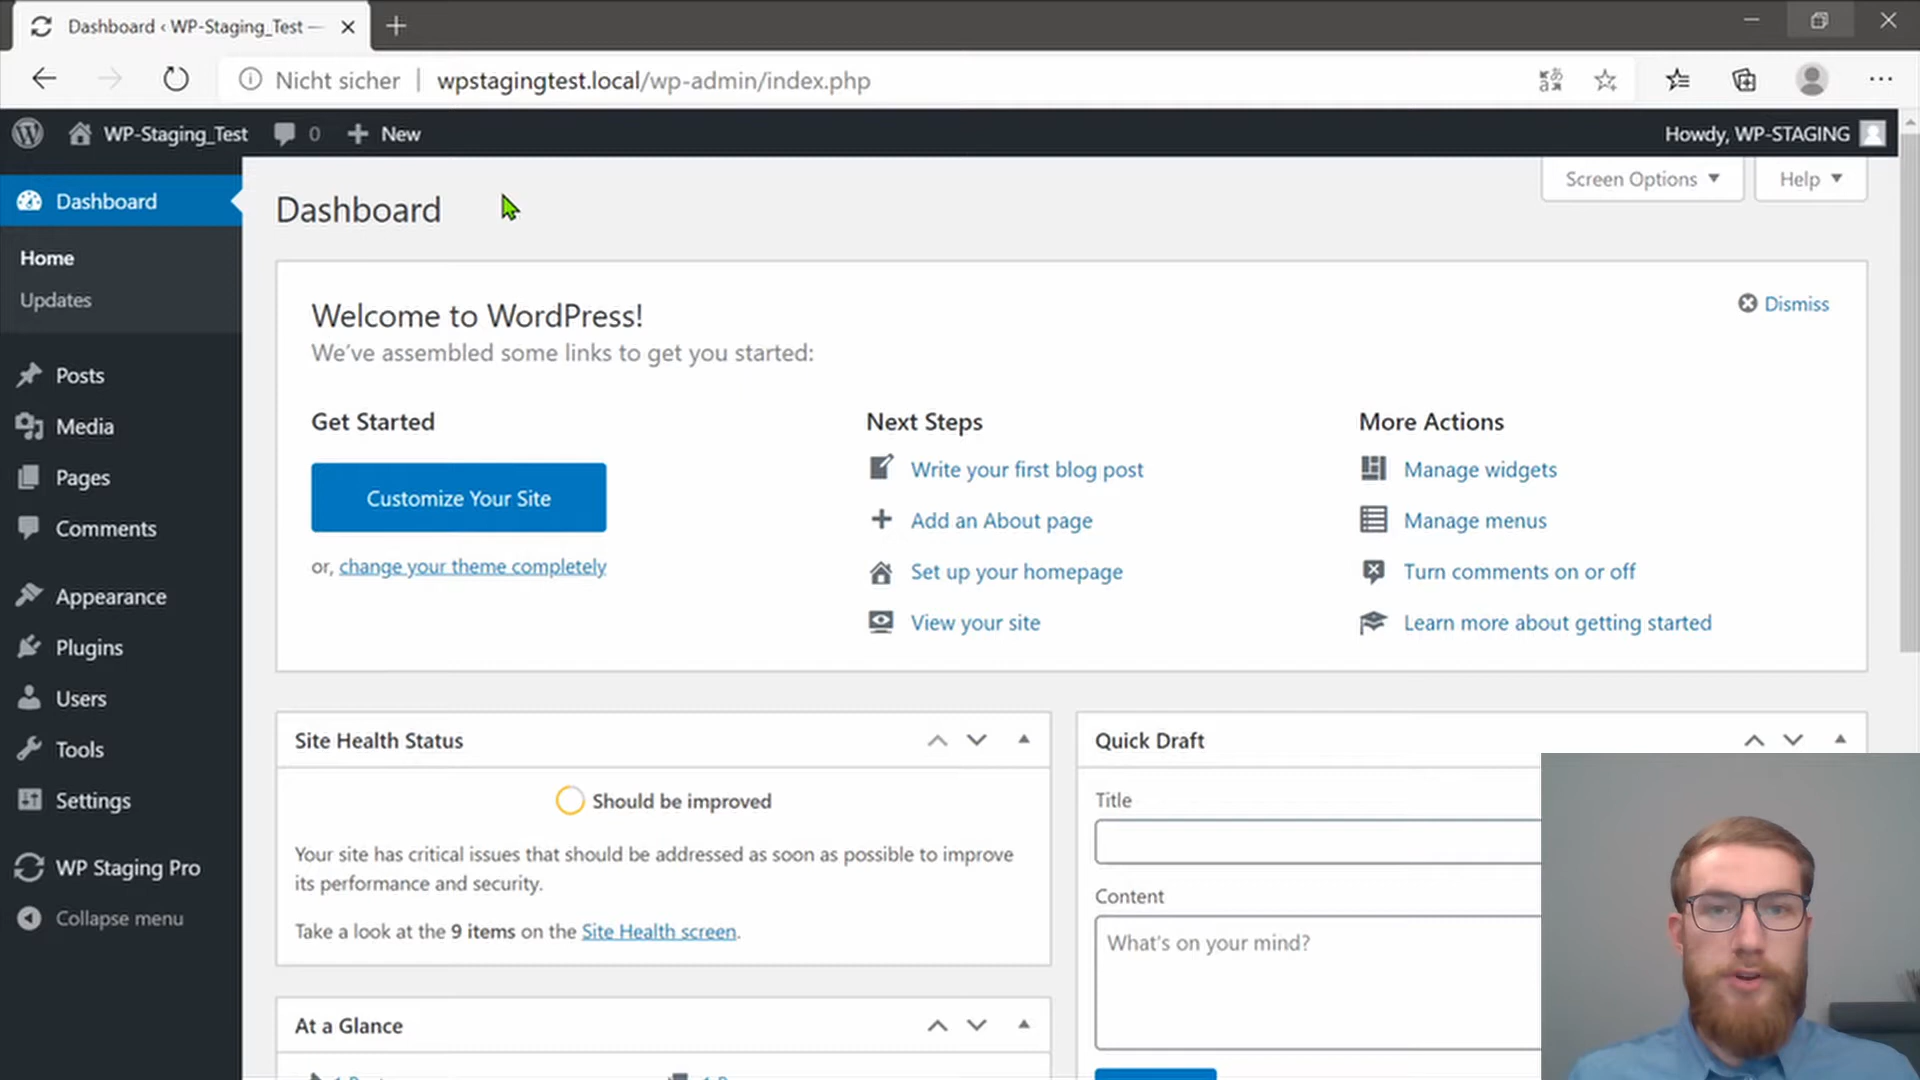 Dashboard ‹ WP-Staging_Test —
Nicht sicher | wpstagingtest.local/wp-admin/index.php
WP-Staging_Test 0 + New Howdy, WP-STAGING
Screen Options Help
Dashboard
Home
Updates
Posts
Media
Pages
Comments
Appearance
Plugins
Users
Tools
Settings
WP Staging Pro
Collapse menu
Dashboard
Welcome to WordPress!
Dismiss
We've assembled some links to get you started:
Get Started
Customize Your Site
or, change your theme completely
Next Steps
Write your first blog post
Add an About page
Set up your homepage
View your site
More Actions
Manage widgets
Manage menus
Turn comments on or off
Learn more about getting started
Site Health Status
Should be improved
Your site has critical issues that should be addressed as soon as possible to improve
its performance and security.
Take a look at the 9 items on the Site Health screen.
At a Glance
Quick Draft
Title
Content
What's on your mind?